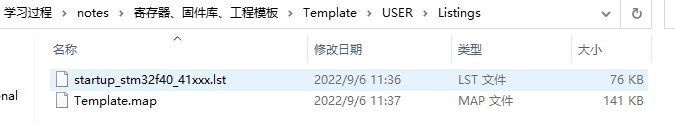 学习过程 › notes › 寄存器、固件库、工程模板 › Template › USER › Listings
名称 修改日期 类型 大小
startup_stm32f40_41xxx.lst 2022/9/6 11:36 LST 文件 76 KB
onal Template.map 2022/9/6 11:37 MAP 文件 141 KB